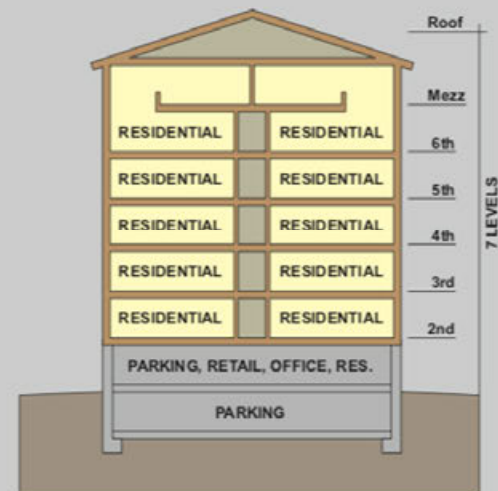 Roof
Mezz
RESIDENTIAL RESIDENTIAL
6th
RESIDENTIAL RESIDENTIAL
5th
RESIDENTIAL RESIDENTIAL
4th
RESIDENTIAL RESIDENTIAL
3rd
RESIDENTIAL RESIDENTIAL
2nd
7 LEVELS
PARKING, RETAIL, OFFICE, RES.
PARKING